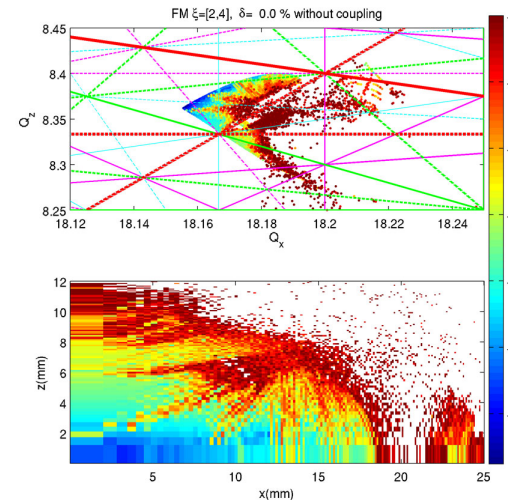 FM ξ=[2,4], δ= 0.0 % without coupling
8.45
8.4
8.35
8.3
8.25
Q_z
18.12 18.14 18.16 18.18 18.2 18.22 18.24
Q_x
12
10
8
6
4
2
z(mm)
5 10 15 20 25
x(mm)